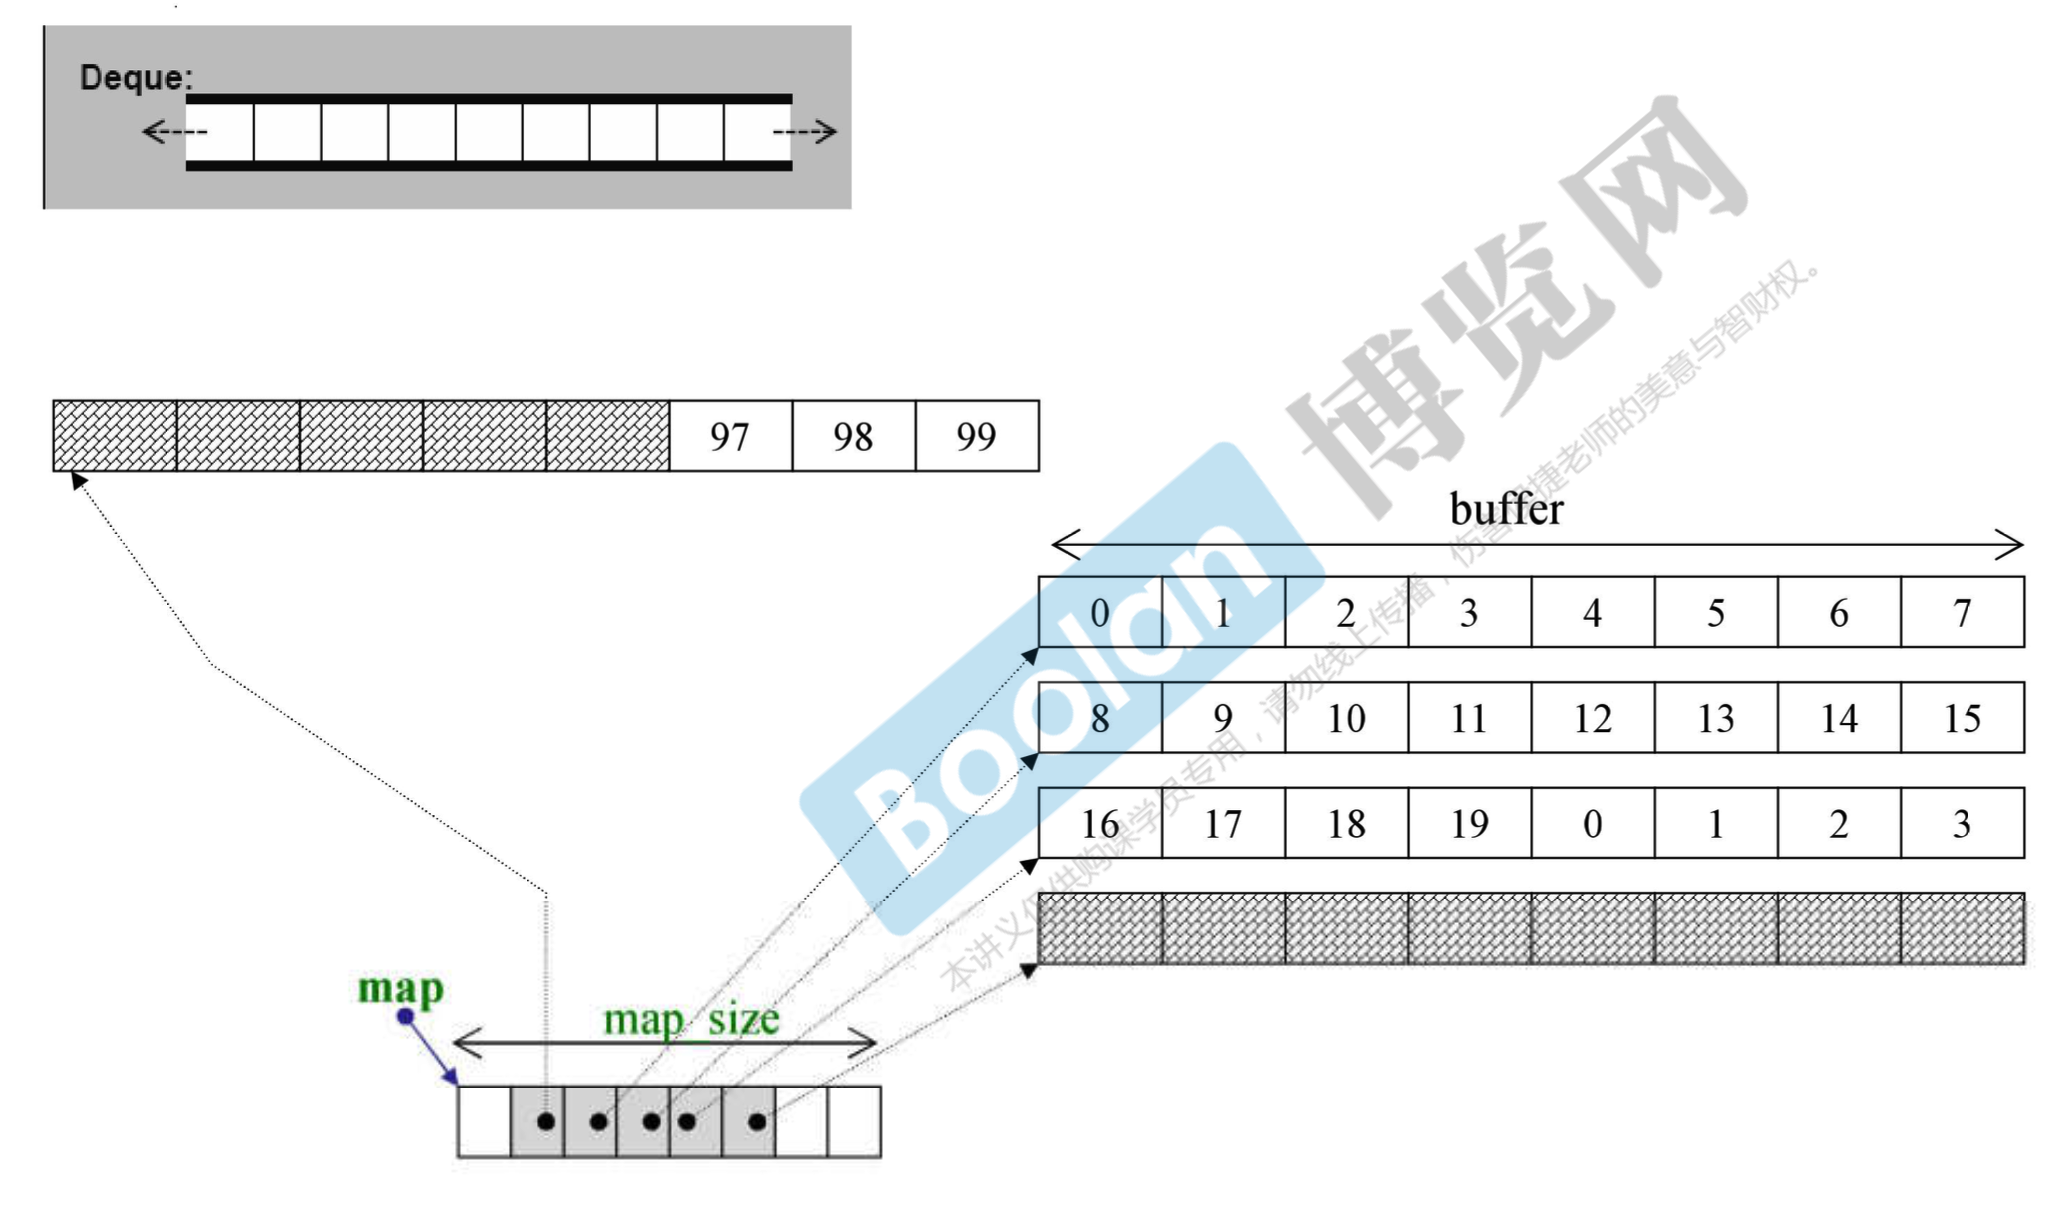 Deque:
97 98 99
buffer
0 1 2 3 4 5 6 7
8 9 10 11 12 13 14 15
16 17 18 19 0 1 2 3
map
map_size
Boolan
博览网
本讲义仅供购课学员专用，请勿线上传播，伤害侯捷老师的美意与智财权。